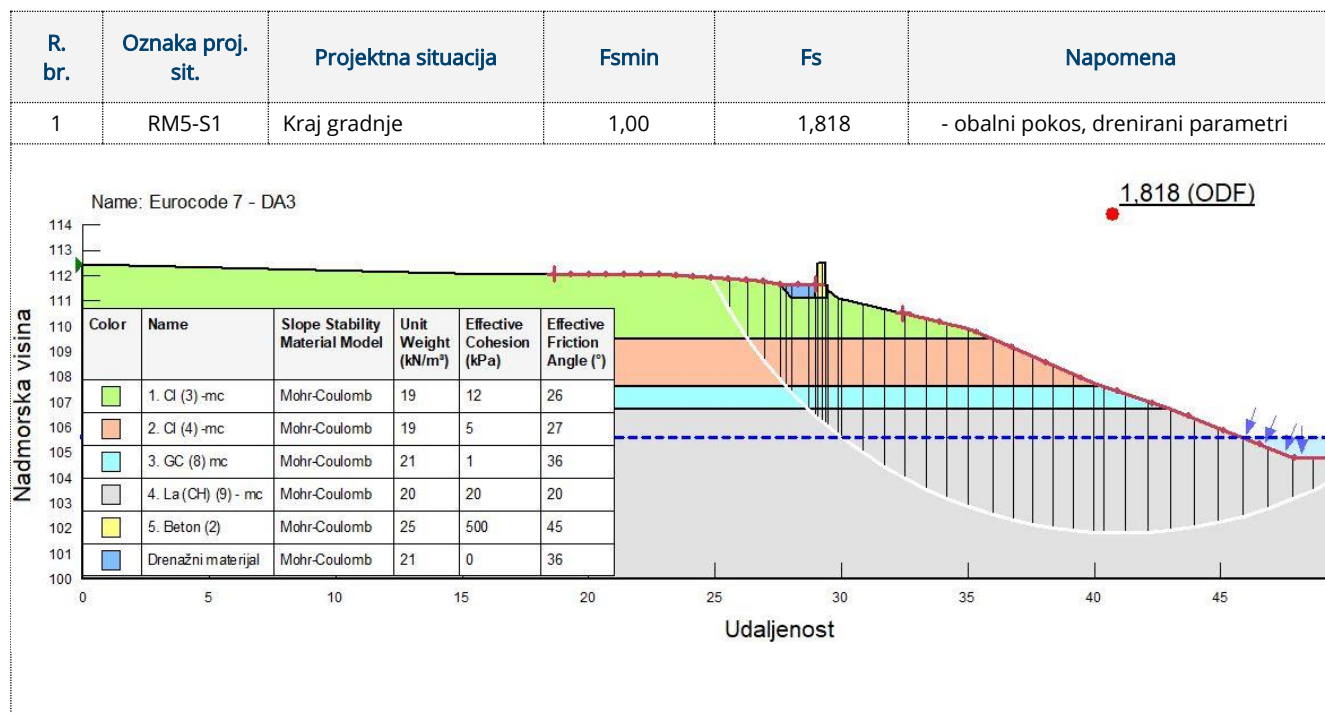 R. br. Oznaka proj. sit. Projektna situacija Fsmin Fs Napomena
1 RM5-S1 Kraj gradnje 1,00 1,818 - obalni pokos, drenirani parametri
Name: Eurocode 7 - DA3
1,818 (ODF)
Nadmorska visina
114
113
112
111
110
109
108
107
106
105
104
103
102
101
100
Color Name Slope Stability Material Model Unit Weight (kN/m³) Effective Cohesion (kPa) Effective Friction Angle (°)
1. CI (3) -mc Mohr-Coulomb 19 12 26
2. CI (4) -mc Mohr-Coulomb 19 5 27
3. GC (8) mc Mohr-Coulomb 21 1 36
4. La (CH) (9) - mc Mohr-Coulomb 20 20 20
5. Beton (2) Mohr-Coulomb 25 500 45
Drenažni materijal Mohr-Coulomb 21 0 36
0 5 10 15 20 25 30 35 40 45
Udaljenost